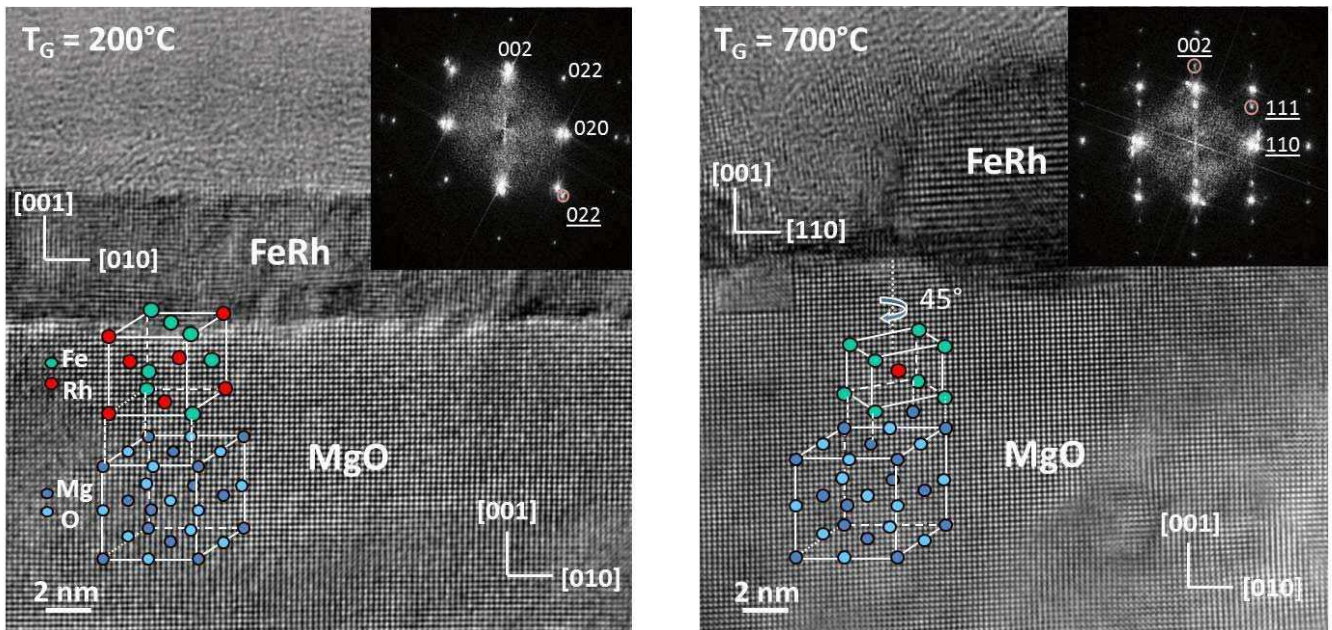 T_G = 200°C
002
022
020
022
[001]
[010]
FeRh
Fe
Rh
MgO
Mg
O
[001]
[010]
2 nm
T_G = 700°C
002
111
110
[001]
[110]
FeRh
45°
MgO
[001]
[010]
2 nm